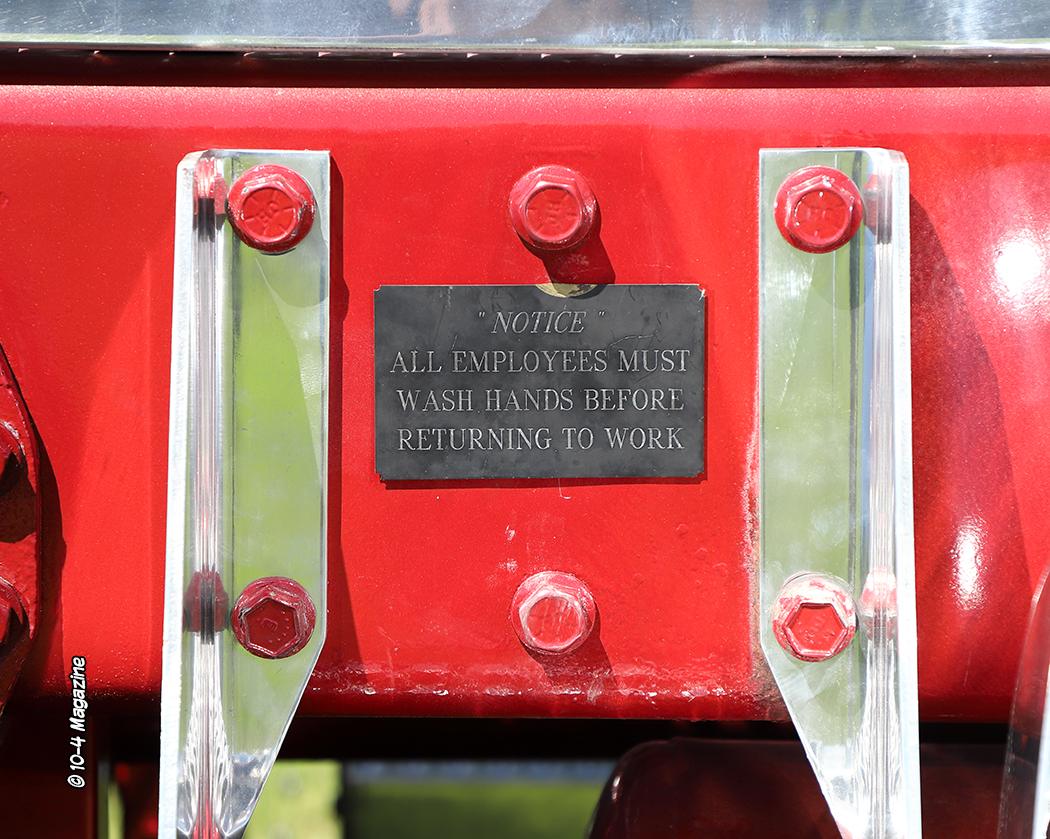 " NOTICE "
ALL EMPLOYEES MUST
WASH HANDS BEFORE
RETURNING TO WORK
©10-4 Magazine